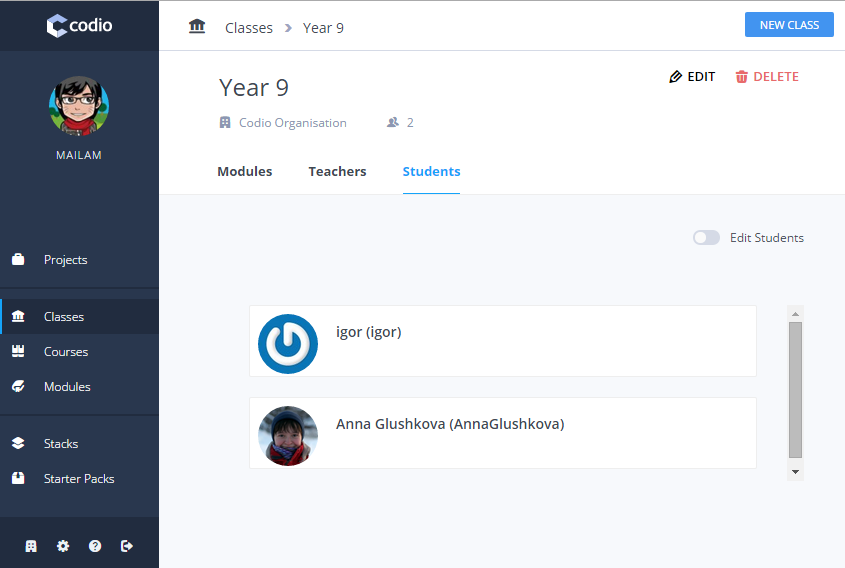 codio
MAILAM
Projects
Classes
Courses
Modules
Stacks
Starter Packs
Classes Year 9
NEW CLASS
Year 9
EDIT DELETE
Codio Organisation 2
Modules Teachers Students
Edit Students
igor (igor)
Anna Glushkova (AnnaGlushkova)